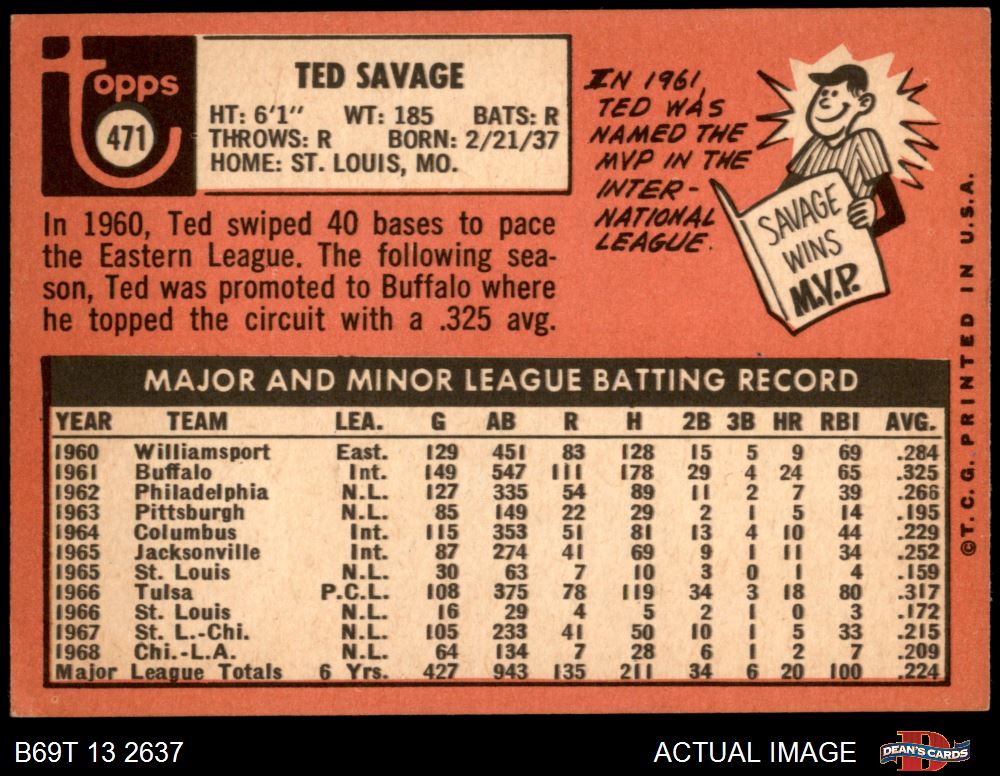 Topps
471
TED SAVAGE
HT: 6'1" WT: 185 BATS: R
THROWS: R BORN: 2/21/37
HOME: ST. LOUIS, MO.
In 1960, Ted swiped 40 bases to pace
the Eastern League. The following sea-
son, Ted was promoted to Buffalo where
he topped the circuit with a .325 avg.
IN 1961,
TED WAS
NAMED THE
MVP IN THE
INTER-
NATIONAL
LEAGUE.
SAVAGE
WINS
M.V.P.
MAJOR AND MINOR LEAGUE BATTING RECORD
YEAR TEAM LEA. G AB R H 2B 3B HR RBI AVG.
1960 Williamsport East. 129 451 83 128 15 5 9 69 .284
1961 Buffalo Int. 149 547 111 178 29 4 24 65 .325
1962 Philadelphia N.L. 127 335 54 89 11 2 7 39 .266
1963 Pittsburgh N.L. 85 149 22 29 2 1 5 14 .195
1964 Columbus Int. 115 353 51 81 13 4 10 44 .229
1965 Jacksonville Int. 87 274 41 69 9 1 11 34 .252
1965 St. Louis N.L. 30 63 7 10 3 0 1 4 .159
1966 Tulsa P.C.L. 108 375 78 119 34 3 18 80 .317
1966 St. Louis N.L. 16 29 4 5 2 1 0 3 .172
1967 St. L.-Chi. N.L. 105 233 41 50 10 1 5 33 .215
1968 Chi.-L.A. N.L. 64 134 7 28 6 1 2 7 .209
Major League Totals 6 Yrs. 427 943 135 211 34 6 20 100 .224
©T.C.G. PRINTED IN U.S.A.
B69T 13 2637
ACTUAL IMAGE
D
DEAN'S CARDS